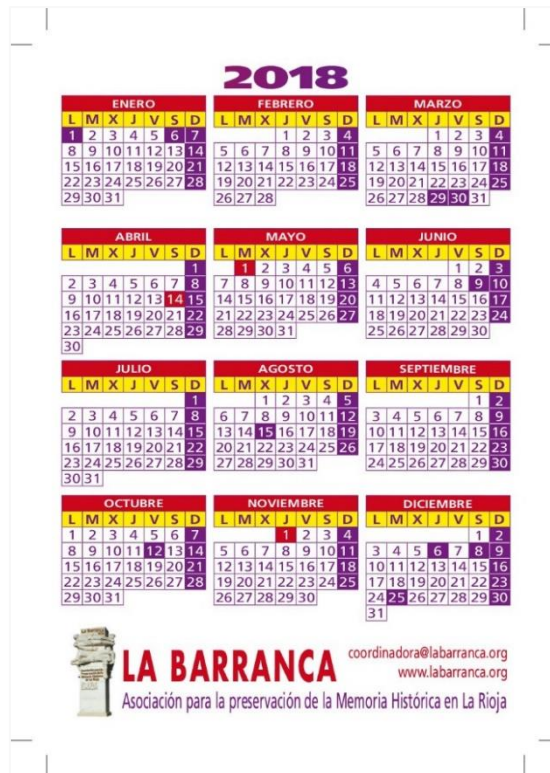 2018
ENERO
L M X J V S D
1 2 3 4 5 6 7
8 9 10 11 12 13 14
15 16 17 18 19 20 21
22 23 24 25 26 27 28
29 30 31
FEBRERO
L M X J V S D
1 2 3 4
5 6 7 8 9 10 11
12 13 14 15 16 17 18
19 20 21 22 23 24 25
26 27 28
MARZO
L M X J V S D
1 2 3 4
5 6 7 8 9 10 11
12 13 14 15 16 17 18
19 20 21 22 23 24 25
26 27 28 29 30 31
ABRIL
L M X J V S D
1
2 3 4 5 6 7 8
9 10 11 12 13 14 15
16 17 18 19 20 21 22
23 24 25 26 27 28 29
30
MAYO
L M X J V S D
1 2 3 4 5 6
7 8 9 10 11 12 13
14 15 16 17 18 19 20
21 22 23 24 25 26 27
28 29 30 31
JUNIO
L M X J V S D
1 2 3
4 5 6 7 8 9 10
11 12 13 14 15 16 17
18 19 20 21 22 23 24
25 26 27 28 29 30
JULIO
L M X J V S D
1
2 3 4 5 6 7 8
9 10 11 12 13 14 15
16 17 18 19 20 21 22
23 24 25 26 27 28 29
30 31
AGOSTO
L M X J V S D
1 2 3 4 5
6 7 8 9 10 11 12
13 14 15 16 17 18 19
20 21 22 23 24 25 26
27 28 29 30 31
SEPTIEMBRE
L M X J V S D
1 2
3 4 5 6 7 8 9
10 11 12 13 14 15 16
17 18 19 20 21 22 23
24 25 26 27 28 29 30
OCTUBRE
L M X J V S D
1 2 3 4 5 6 7
8 9 10 11 12 13 14
15 16 17 18 19 20 21
22 23 24 25 26 27 28
29 30 31
NOVIEMBRE
L M X J V S D
1 2 3 4
5 6 7 8 9 10 11
12 13 14 15 16 17 18
19 20 21 22 23 24 25
26 27 28 29 30
DICIEMBRE
L M X J V S D
1 2
3 4 5 6 7 8 9
10 11 12 13 14 15 16
17 18 19 20 21 22 23
24 25 26 27 28 29 30
31
LA BARRANCA
LA BARRANCA
coordinadora@labarranca.org
www.labarranca.org
Asociación para la preservación de la Memoria Histórica en La Rioja